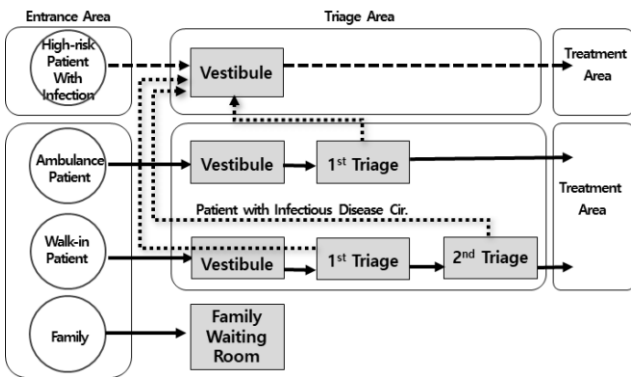 Entrance Area
Triage Area
High-risk
Patient
With
Infection
Vestibule
Treatment
Area
Ambulance
Patient
Vestibule
1st Triage
Treatment
Area
Patient with Infectious Disease Cir.
Walk-in
Patient
Vestibule
1st Triage
2nd Triage
Family
Family
Waiting
Room